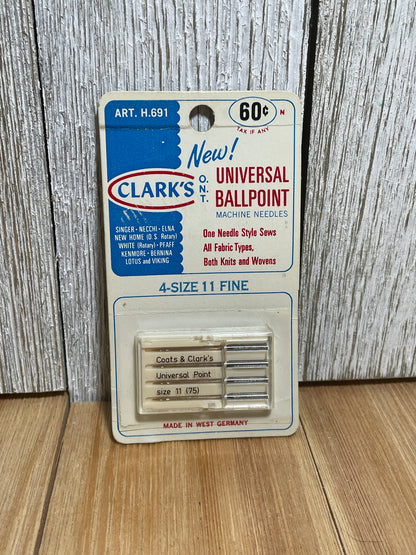 ART. H.691
60¢ N
TAX IF ANY
New!
CLARK'S
O.N.T.
UNIVERSAL
BALLPOINT
MACHINE NEEDLES
SINGER • NECCHI • ELNA
NEW HOME (O.S. Rotary)
WHITE (Rotary) • PFAFF
KENMORE • BERNINA
LOTUS and VIKING
One Needle Style Sews
All Fabric Types,
Both Knits and Wovens
4-SIZE 11 FINE
Coats & Clark's
Universal Point
size 11 (75)
MADE IN WEST GERMANY